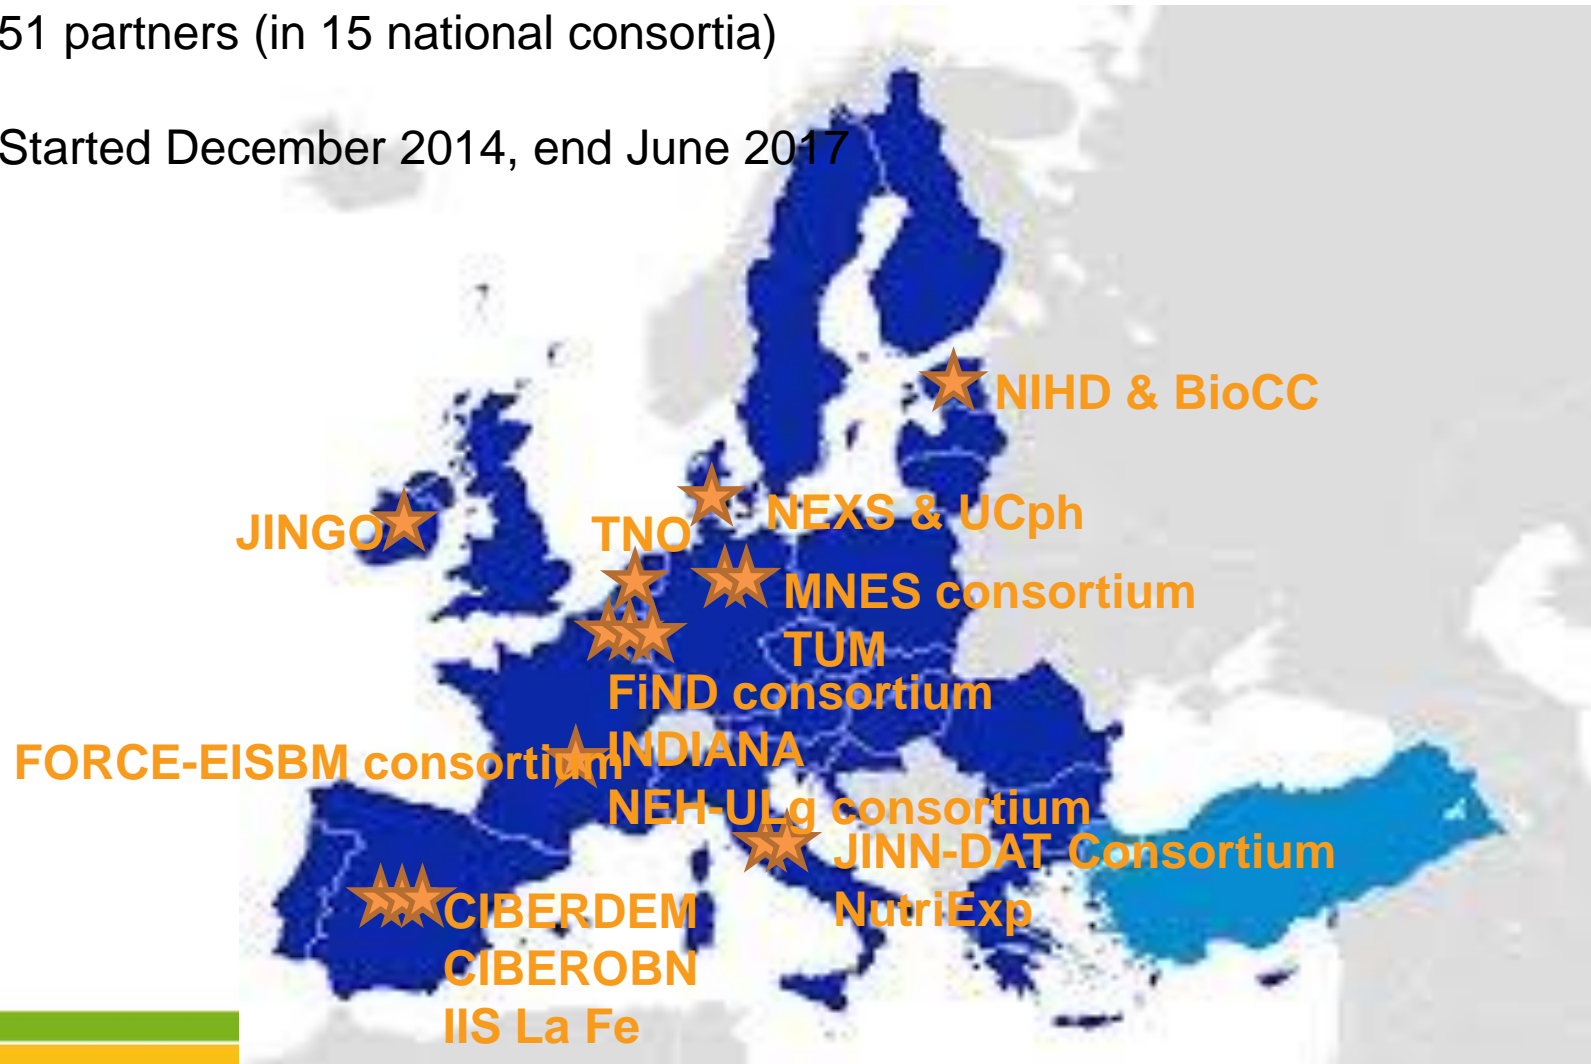 51 partners (in 15 national consortia)
Started December 2014, end June 2017
NIHD & BioCC
JINGO
TNO
NEXS & UCph
MNES consortium
TUM
FiND consortium
INDIANA
NEH-ULg consortium
FORCE-EISBM consortium
JINN-DAT Consortium
NutriExp
CIBERDEM
CIBEROBN
IIS La Fe